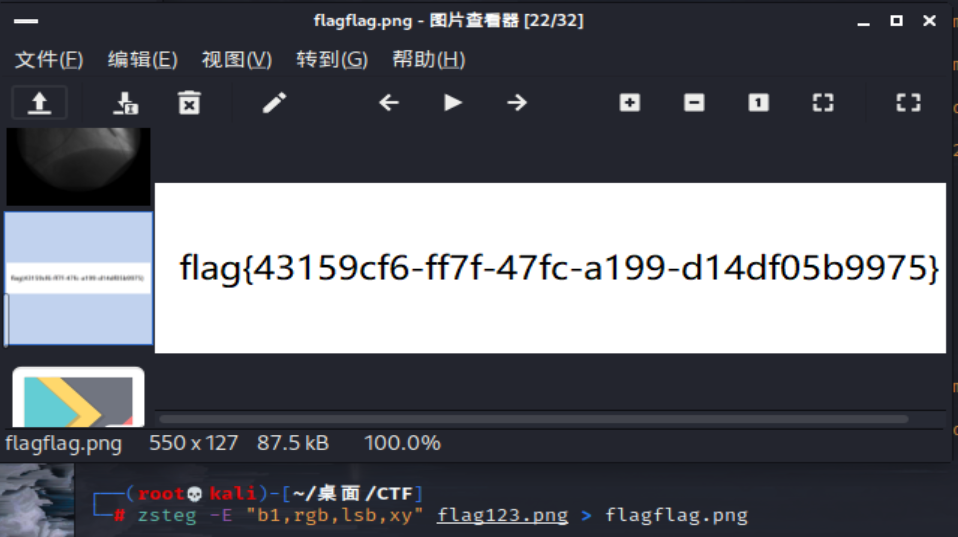 flagflag.png - 图片查看器 [22/32]
文件(F) 编辑(E) 视图(V) 转到(G) 帮助(H)
flag{43159cf6-ff7f-47fc-a199-d14df05b9975}
flag{43159cf6-ff7f-47fc-a199-d14df05b9975}
flagflag.png 550 x 127 87.5 kB 100.0%
(root💀kali)-[~/桌面/CTF]
# zsteg -E "b1,rgb,lsb,xy" flag123.png > flagflag.png